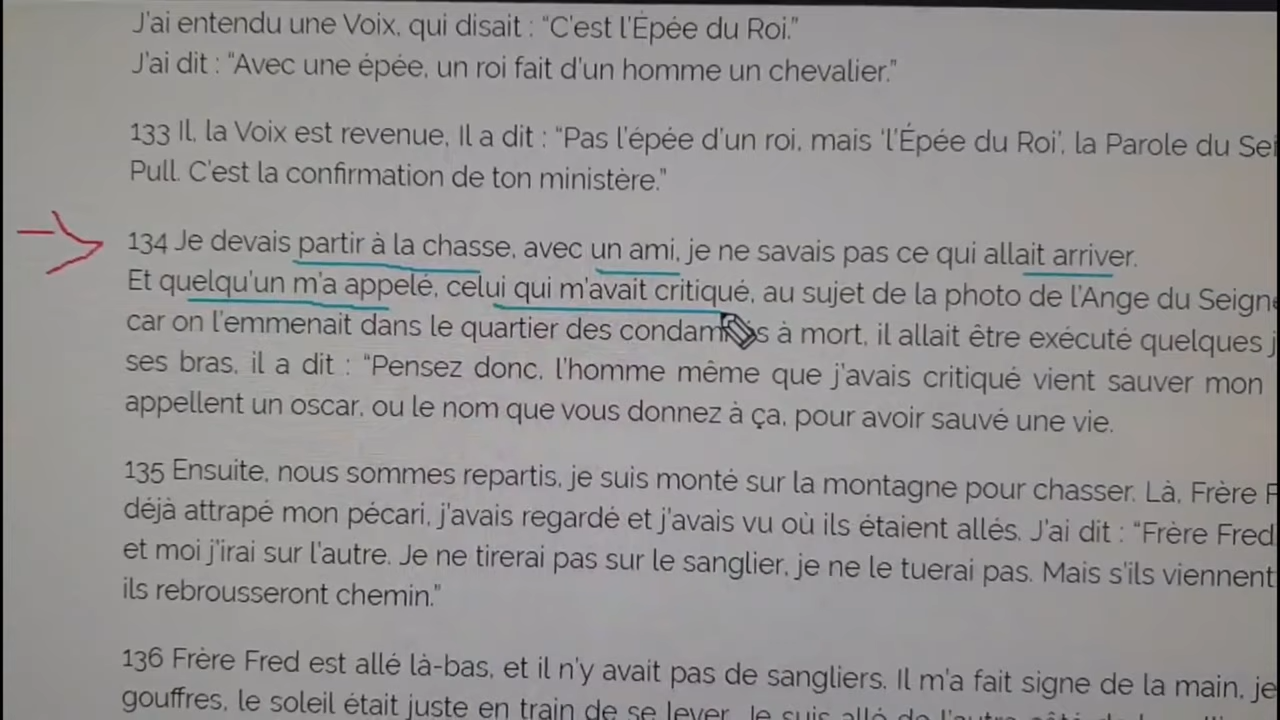 J'ai entendu une Voix, qui disait : “C'est l'Épée du Roi.”
J'ai dit : “Avec une épée, un roi fait d'un homme un chevalier.”
133 Il, la Voix est revenue, Il a dit : “Pas l'épée d'un roi, mais ‘l'Épée du Roi’, la Parole du
Pull. C'est la confirmation de ton ministère.”
134 Je devais partir à la chasse, avec un ami, je ne savais pas ce qui allait arriver.
Et quelqu'un m'a appelé, celui qui m'avait critiqué, au sujet de la photo de l'Ange du
car on l'emmenait dans le quartier des à mort, il allait être exécuté quelques
ses bras, il a dit : “Pensez donc, l'homme même que j'avais critiqué vient sauver mon
appellent un oscar, ou le nom que vous donnez à ça, pour avoir sauvé une vie.
135 Ensuite, nous sommes repartis, je suis monté sur la montagne pour chasser. Là, Frère
déjà attrapé mon pécari, j'avais regardé et j'avais vu où ils étaient allés. J'ai dit : “Frère Fred
et moi j'irai sur l'autre. Je ne tirerai pas sur le sanglier, je ne le tuerai pas. Mais s'ils viennent
ils rebrousseront chemin.”
136 Frère Fred est allé là-bas, et il n'y avait pas de sangliers. Il m'a fait signe de la main, je
gouffres, le soleil était juste en train de se lever. Je suis allé de l'autre côté de la